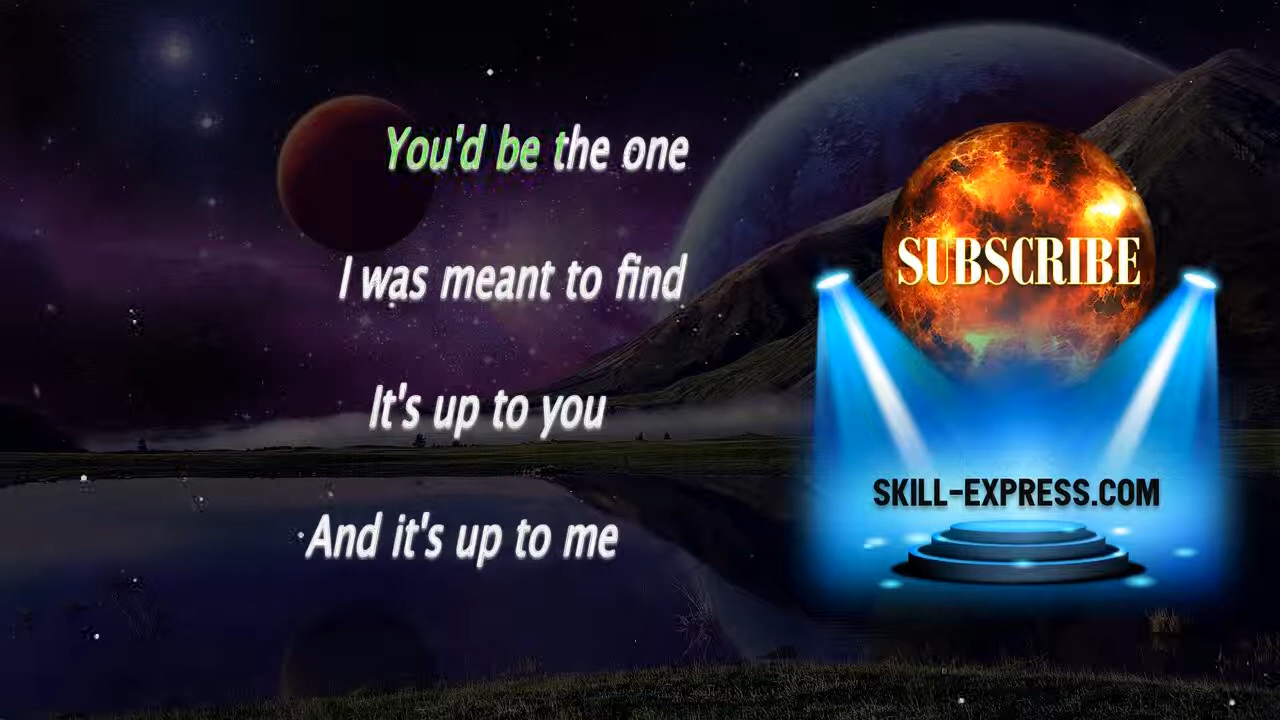 You'd be the one
I was meant to find
It's up to you
And it's up to me
SUBSCRIBE
SKILL-EXPRESS.COM